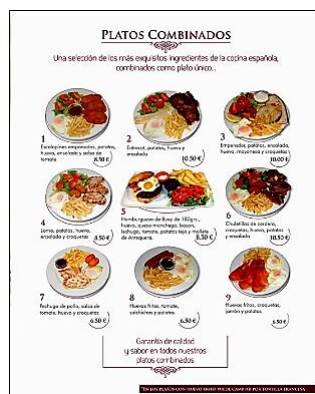 PLATOS COMBINADOS
Una selección de los más exquisitos ingredientes de la cocina española,
combinados como plato único...
1
Escalopines empanados, patatas,
huevo, ensalada y salsa de
tomate 8.50 €
2
Entrecot, patatas, huevo y
ensalada 10.50 €
3
Emperador, patatas, ensalada,
huevo, mayonesa y croquetas
10.00 €
4
Lomo, patatas, huevo,
ensalada y croquetas 8.50 €
5
Hamburguesa de Buey de 180grs.,
huevo, queso manchego, bacon,
lechuga, tomate, patatas fritas y mollete
de Antequera. 8.50 €
6
Chuletitas de cordero,
croquetas, huevo, patatas
y ensalada 10.50 €
7
Pechuga de pollo, salsa de
tomate, huevo y croquetas
6.50 €
8
Huevos fritos, tomate,
salchichas y patatas
6.50 €
9
Huevos fritos, croquetas,
jamón y patatas
6.50 €
Garantía de calidad
y sabor en todos nuestros
platos combinados